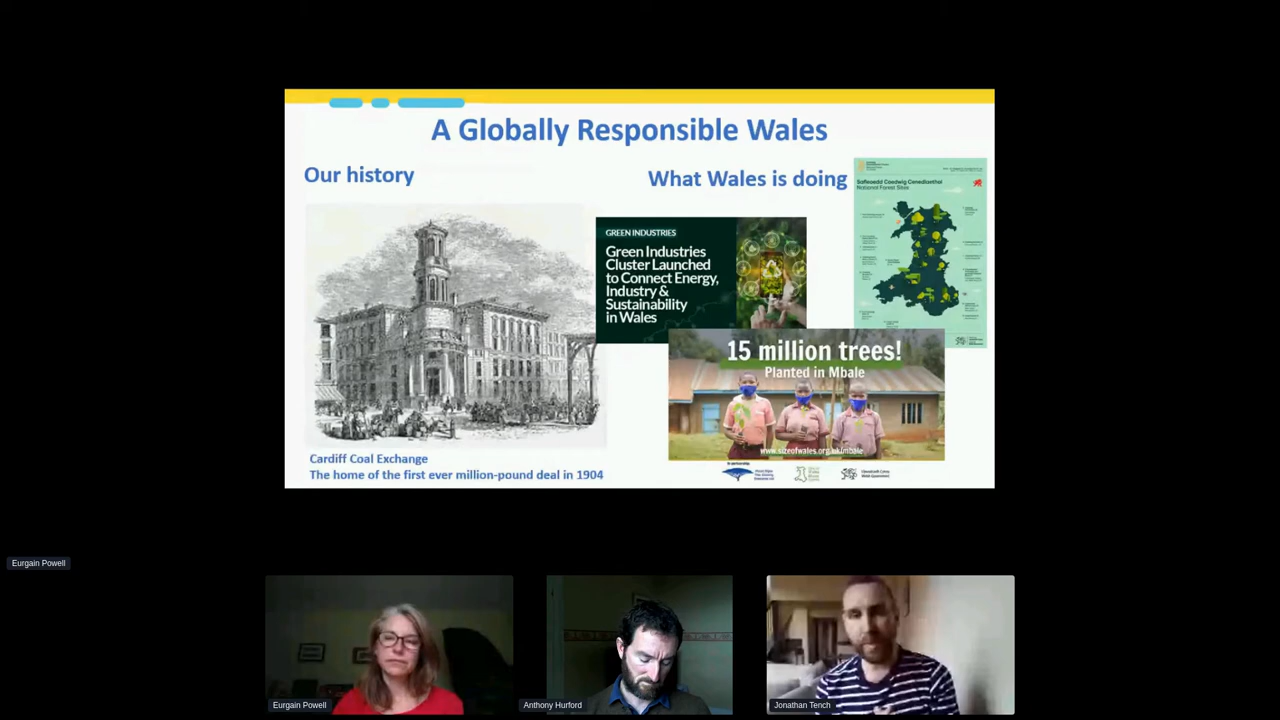 A Globally Responsible Wales
Our history
What Wales is doing
Safleoedd Coedwig Cenedlaethol
National Forest Sites
GREEN INDUSTRIES
Green Industries
Cluster Launched
to Connect Energy,
Industry &
Sustainability
in Wales
15 million trees!
Planted in Mbale
www.sizeofwales.org.uk/mbale
In partnership
Cardiff Coal Exchange
The home of the first ever million-pound deal in 1904
Eurgain Powell
Eurgain Powell
Anthony Hurford
Jonathan Tench